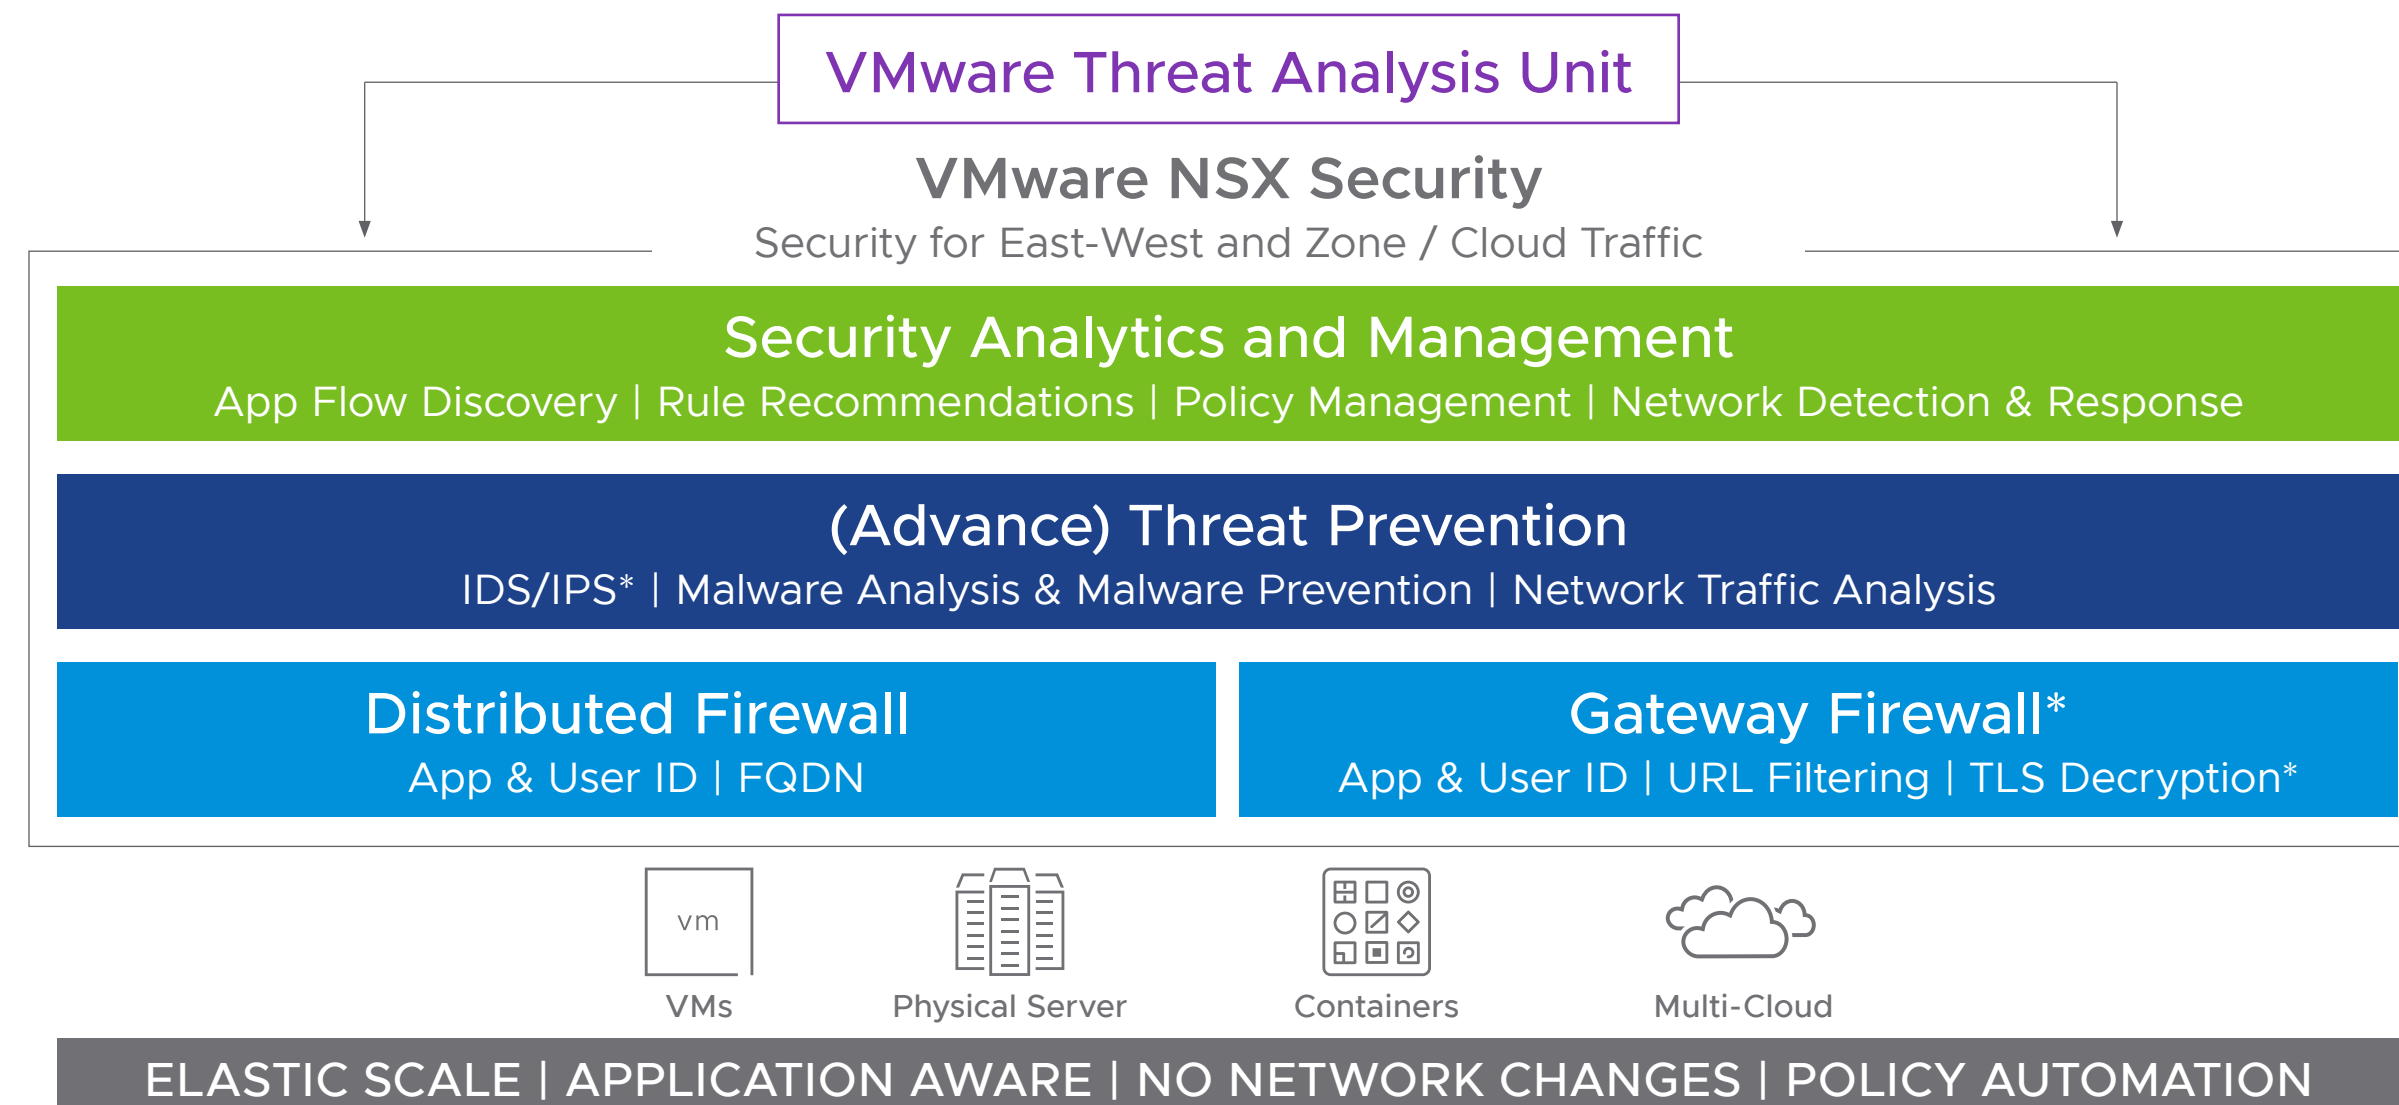 VMware Threat Analysis Unit
VMware NSX Security
Security for East-West and Zone / Cloud Traffic
Security Analytics and Management
App Flow Discovery | Rule Recommendations | Policy Management | Network Detection & Response
(Advance) Threat Prevention
IDS/IPS* | Malware Analysis & Malware Prevention | Network Traffic Analysis
Distributed Firewall
App & User ID | FQDN
Gateway Firewall*
App & User ID | URL Filtering | TLS Decryption*
vm
VMs
Physical Server
Containers
Multi-Cloud
ELASTIC SCALE | APPLICATION AWARE | NO NETWORK CHANGES | POLICY AUTOMATION